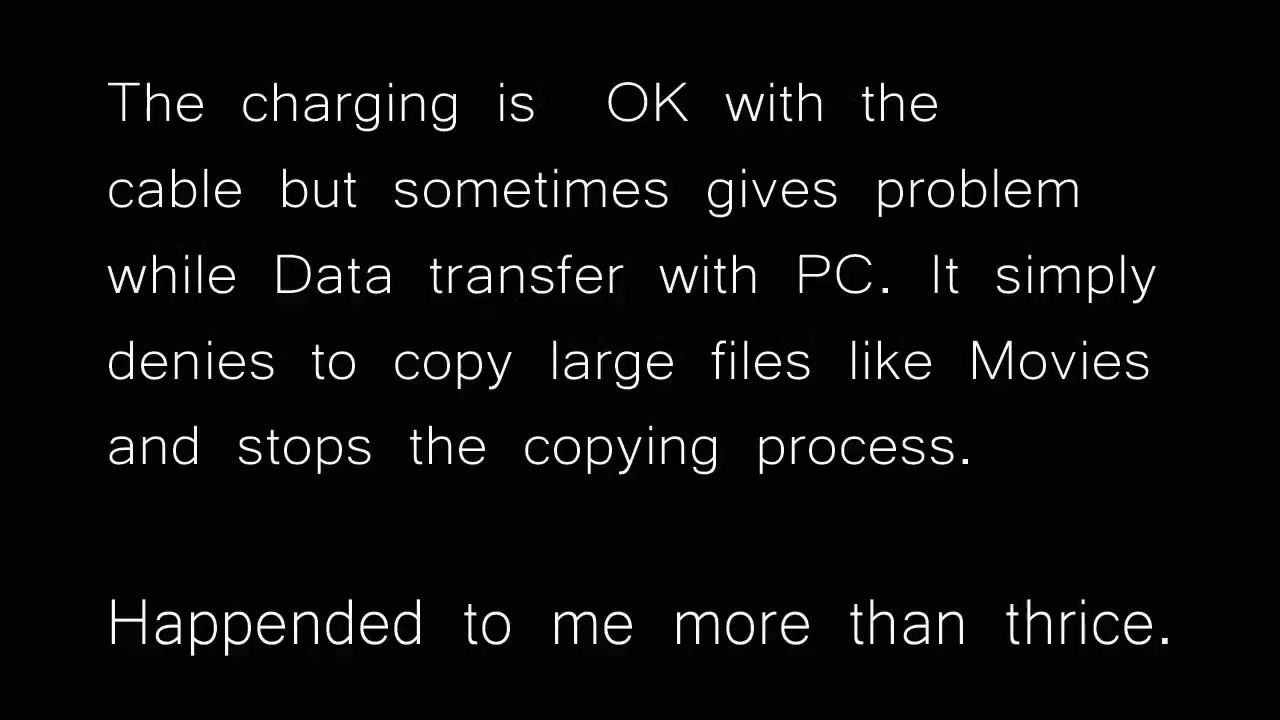 The charging is OK with the
cable but sometimes gives problem
while Data transfer with PC. It simply
denies to copy large files like Movies
and stops the copying process.
Happended to me more than thrice.